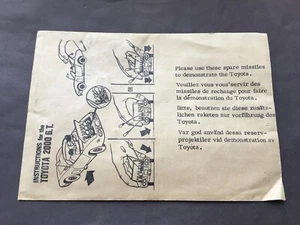 INSTRUCTIONS for the
TOYOTA 2000 G.T.
OR
Please use these spare missiles
to demonstrate the Toyota.
Veuillez vous vous'servir des
missiles de rechange pour faire
la démonstration du Toyota.
Bitte, benutzen sie diese zusätz-
lichen raketen zur vorführung des
Toyota.
Var god använd dessa reserv-
projektiler vid demonstration av
Toyota.